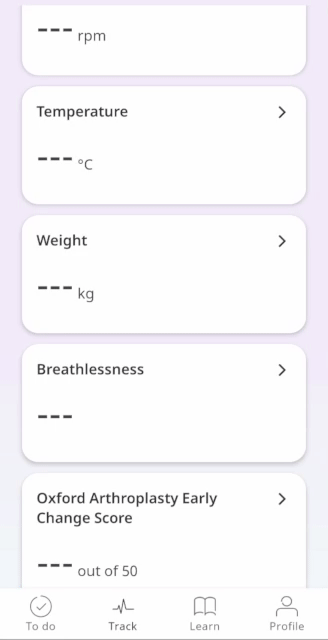 --- rpm
Temperature
--- °C
Weight
--- kg
Breathlessness
---
Oxford Arthroplasty Early
Change Score
--- out of 50
To do Track Learn Profile